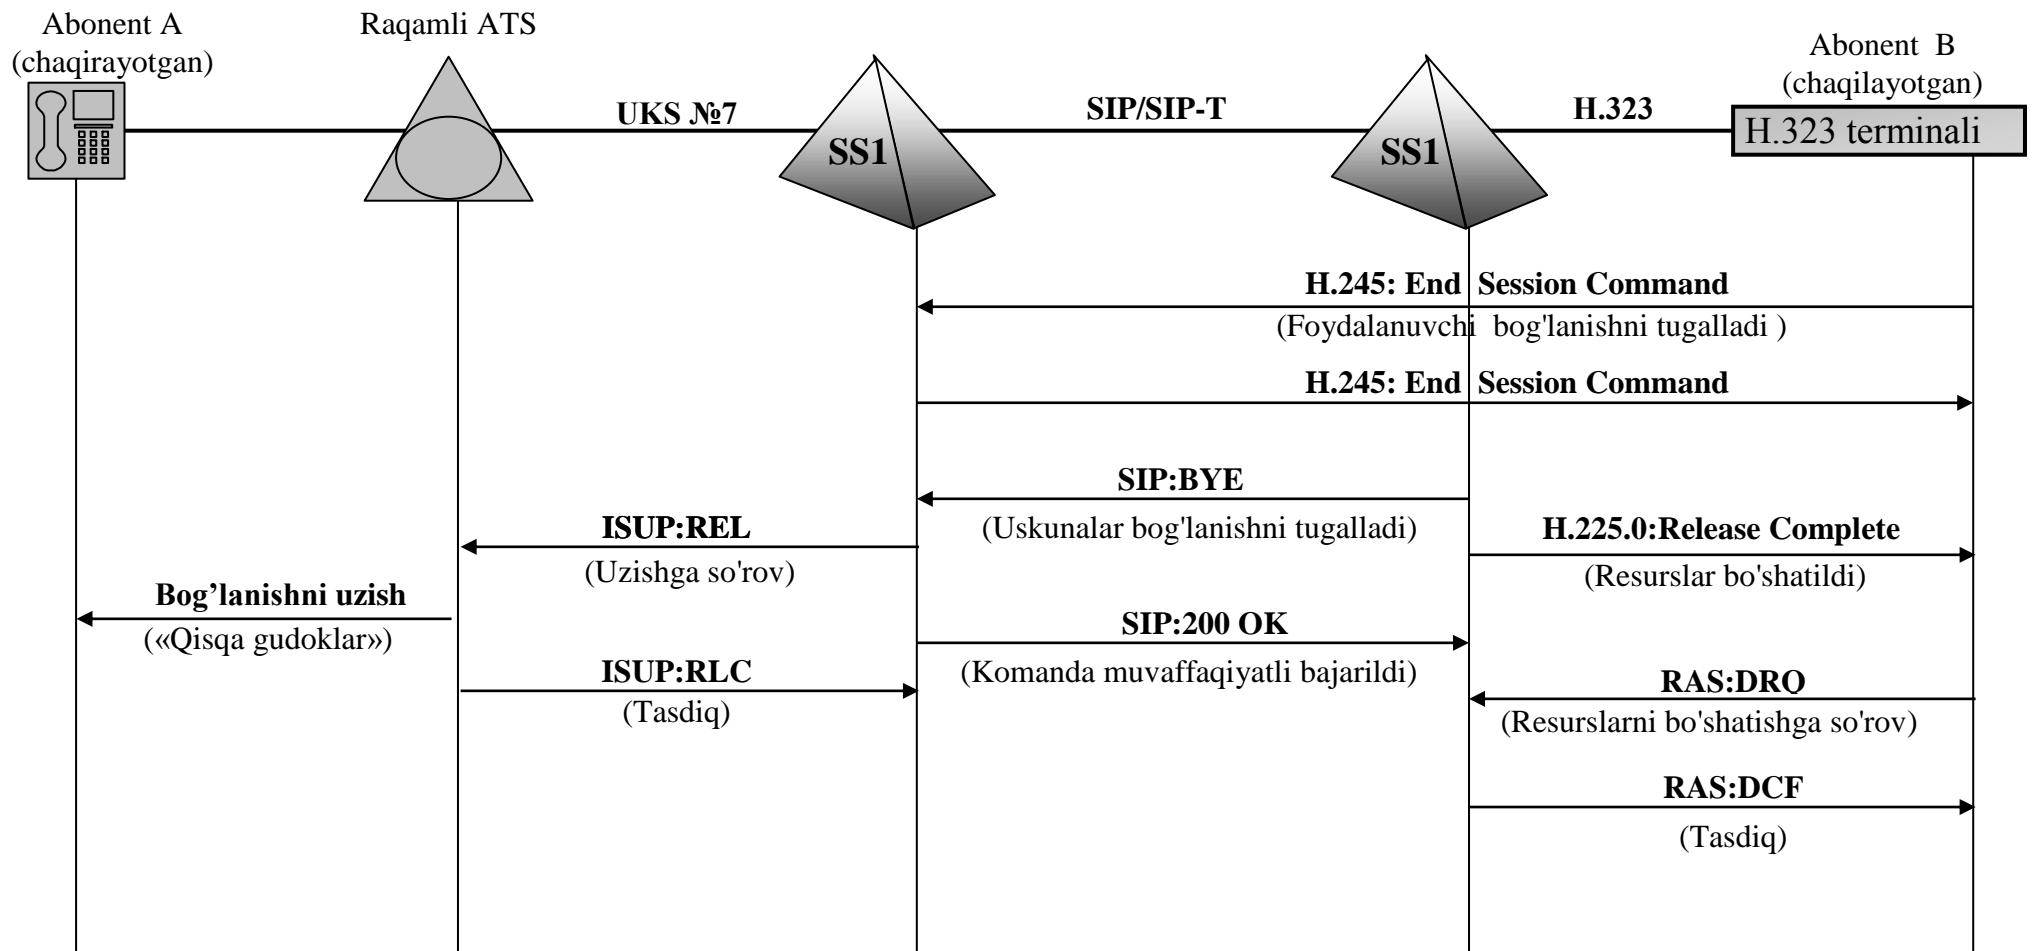 Abonent A
(chaqirayotgan)
Raqamli ATS
Abonent B
(chaqilayotgan)
UKS №7
SIP/SIP-T
H.323
SS1
SS1
H.323 terminali
H.245: End Session Command
(Foydalanuvchi bog'lanishni tugalladi )
H.245: End Session Command
SIP:BYE
(Uskunalar bog'lanishni tugalladi)
ISUP:REL
(Uzishga so'rov)
H.225.0:Release Complete
(Resurslar bo'shatildi)
Bog’lanishni uzish
(«Qisqa gudoklar»)
SIP:200 OK
(Komanda muvaffaqiyatli bajarildi)
ISUP:RLC
(Tasdiq)
RAS:DRQ
(Resurslarni bo'shatishga so'rov)
RAS:DCF
(Tasdiq)